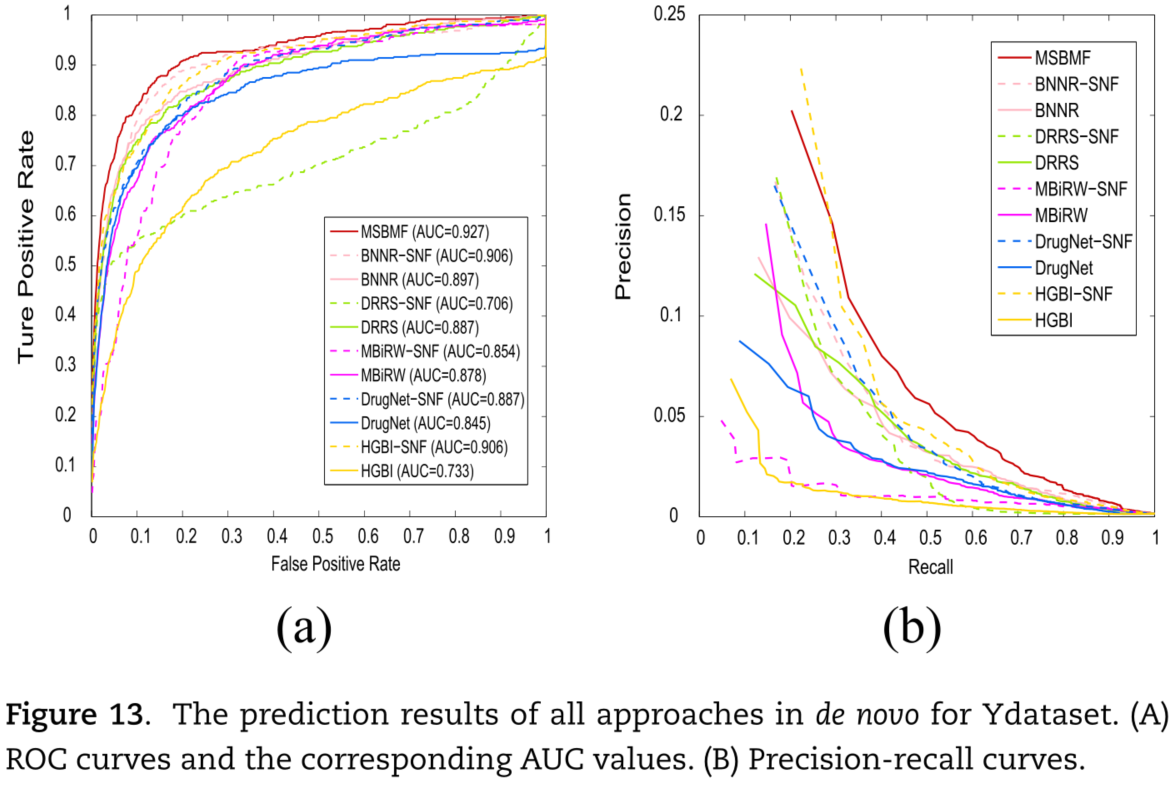 Ture Positive Rate
1
0.9
0.8
0.7
0.6
0.5
0.4
0.3
0.2
0.1
0
MSBMF (AUC=0.927)
BNNR-SNF (AUC=0.906)
BNNR (AUC=0.897)
DRRS-SNF (AUC=0.706)
DRRS (AUC=0.887)
MBiRW-SNF (AUC=0.854)
MBiRW (AUC=0.878)
DrugNet-SNF (AUC=0.887)
DrugNet (AUC=0.845)
HGBI-SNF (AUC=0.906)
HGBI (AUC=0.733)
0 0.1 0.2 0.3 0.4 0.5 0.6 0.7 0.8 0.9 1
False Positive Rate
(a)
Precision
0.25
0.2
0.15
0.1
0.05
0
MSBMF
BNNR-SNF
BNNR
DRRS-SNF
DRRS
MBiRW-SNF
MBiRW
DrugNet-SNF
DrugNet
HGBI-SNF
HGBI
0 0.1 0.2 0.3 0.4 0.5 0.6 0.7 0.8 0.9 1
Recall
(b)
Figure 13. The prediction results of all approaches in de novo for Ydataset. (A)
ROC curves and the corresponding AUC values. (B) Precision-recall curves.